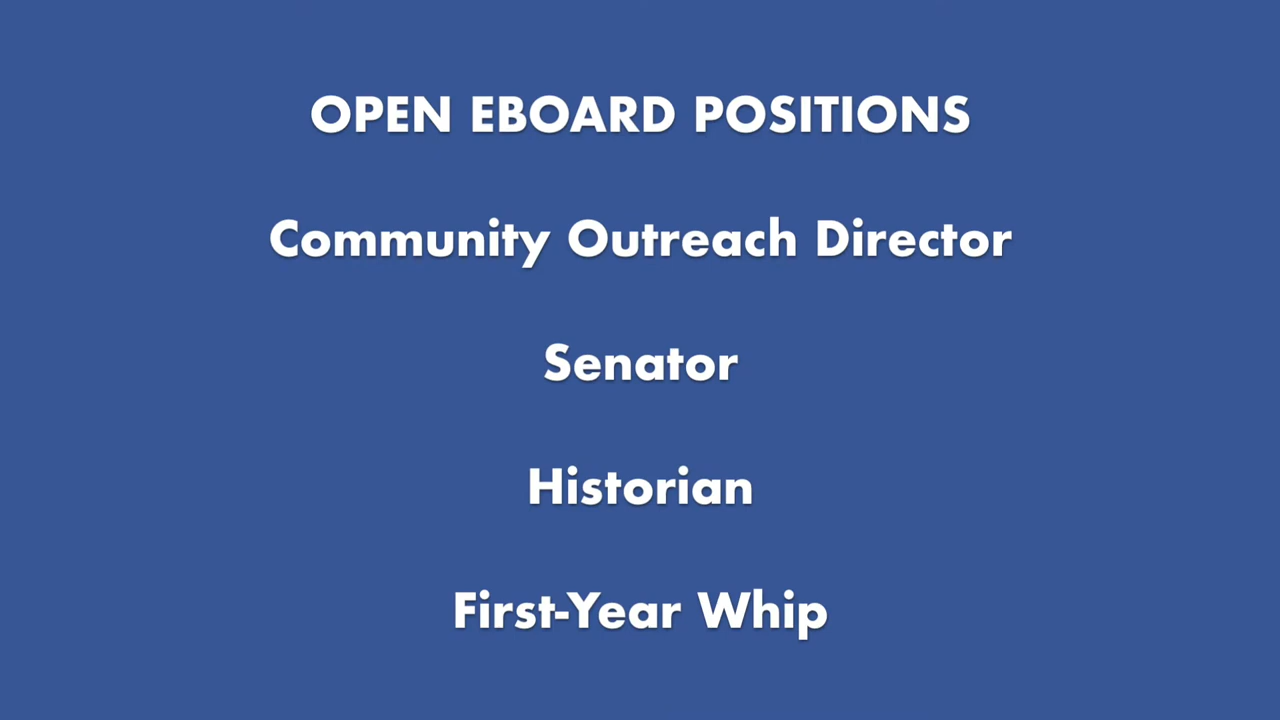 OPEN EBOARD POSITIONS
Community Outreach Director
Senator
Historian
First-Year Whip